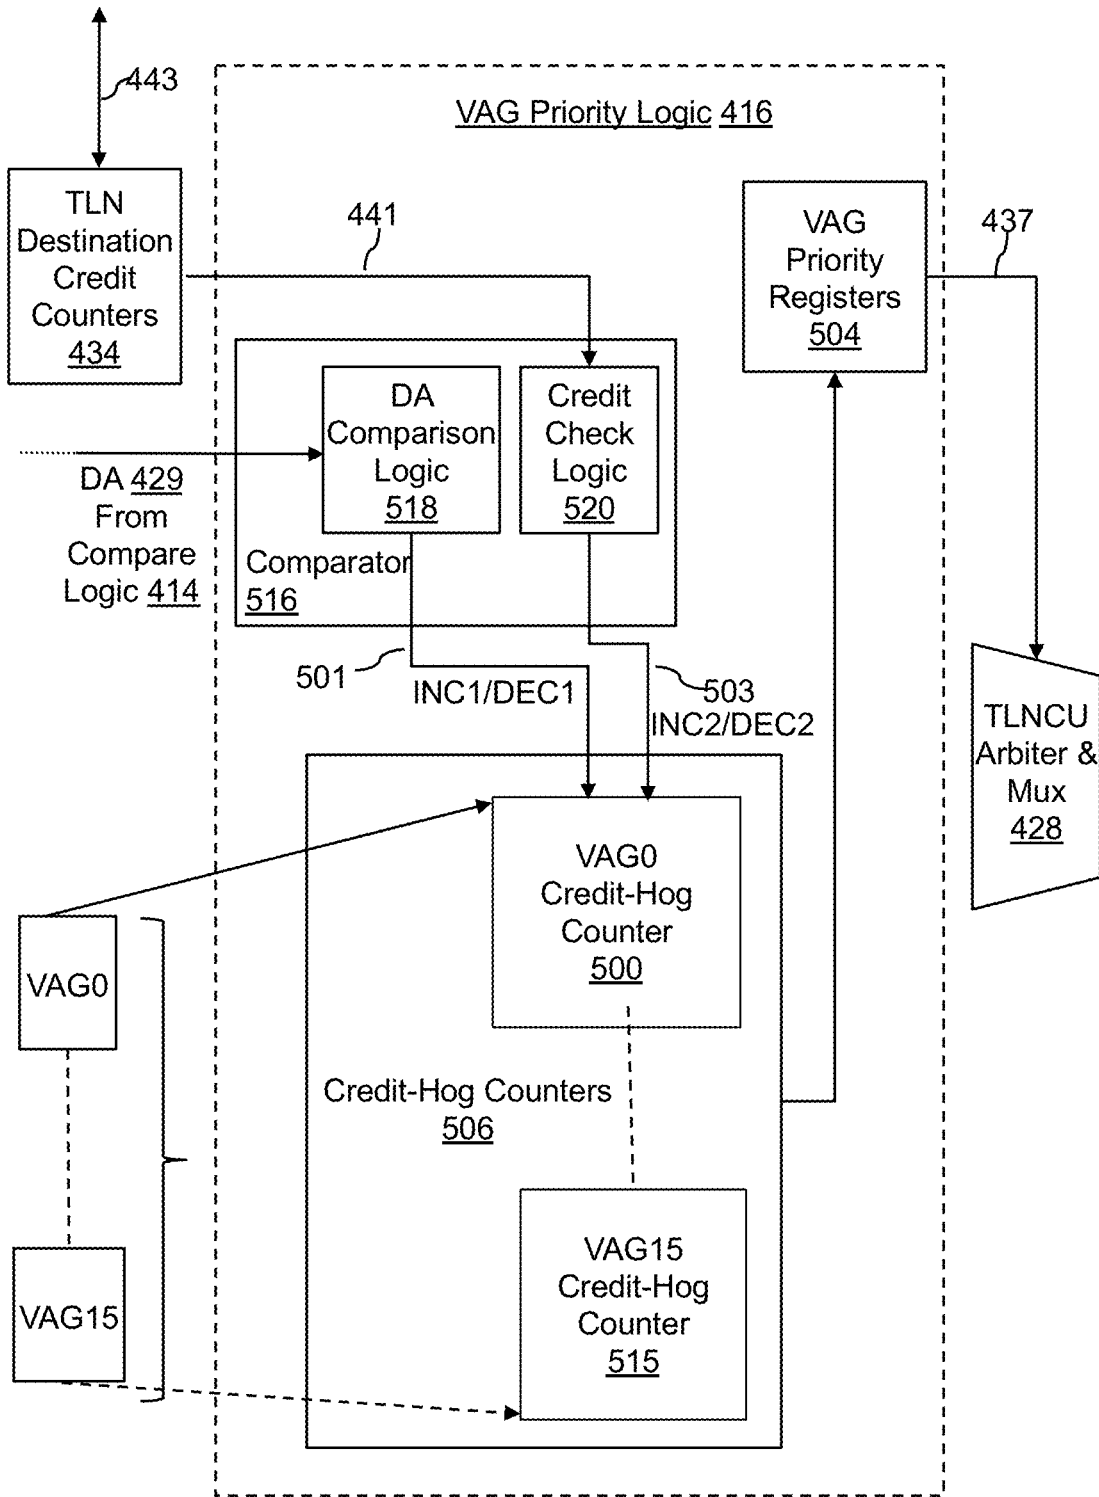 443
VAG Priority Logic 416
TLN
Destination
Credit
Counters
434
441
VAG
Priority
Registers
504
437
DA
Comparison
Logic
518
Credit
Check
Logic
520
DA 429
From
Compare
Logic 414
Comparator
516
501
INC1/DEC1
503
INC2/DEC2
TLNCU
Arbiter &
Mux
428
VAG0
Credit-Hog
Counter
500
VAG0
Credit-Hog Counters
506
VAG15
VAG15
Credit-Hog
Counter
515